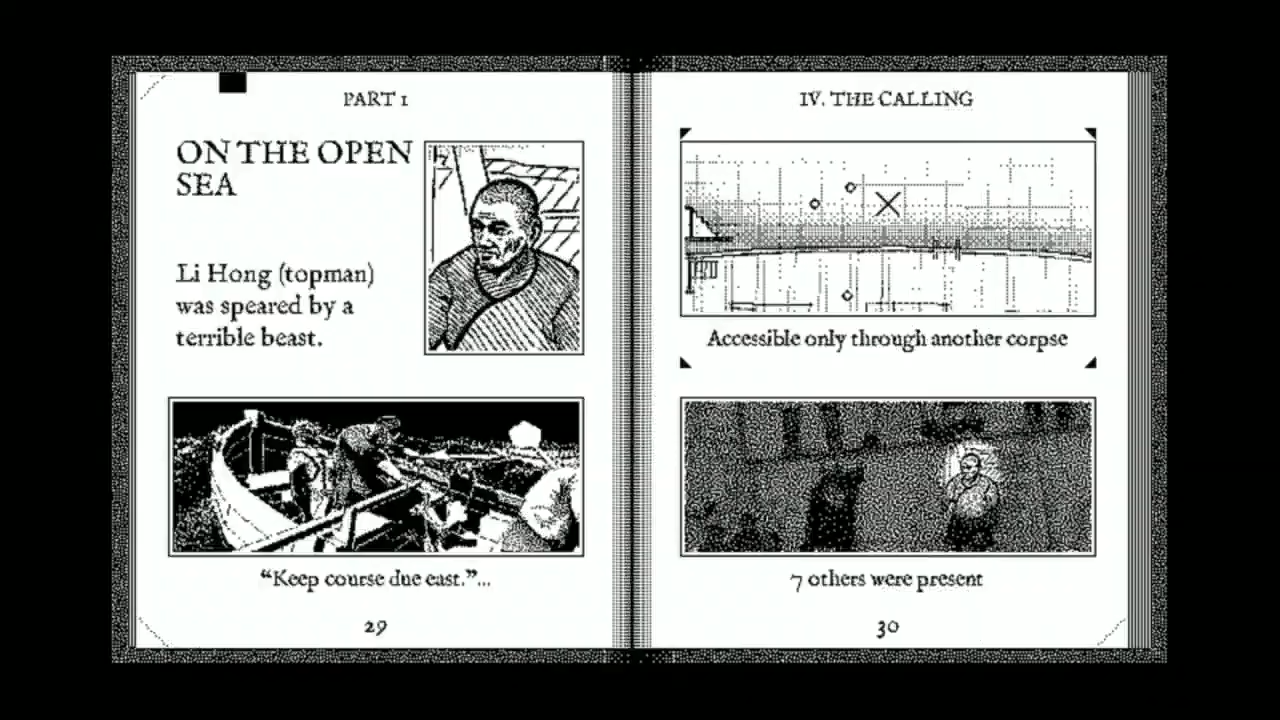 PART 1
ON THE OPEN
SEA
Li Hong (topman)
was speared by a
terrible beast.
"Keep course due east."...
29
IV. THE CALLING
Accessible only through another corpse
7 others were present
30